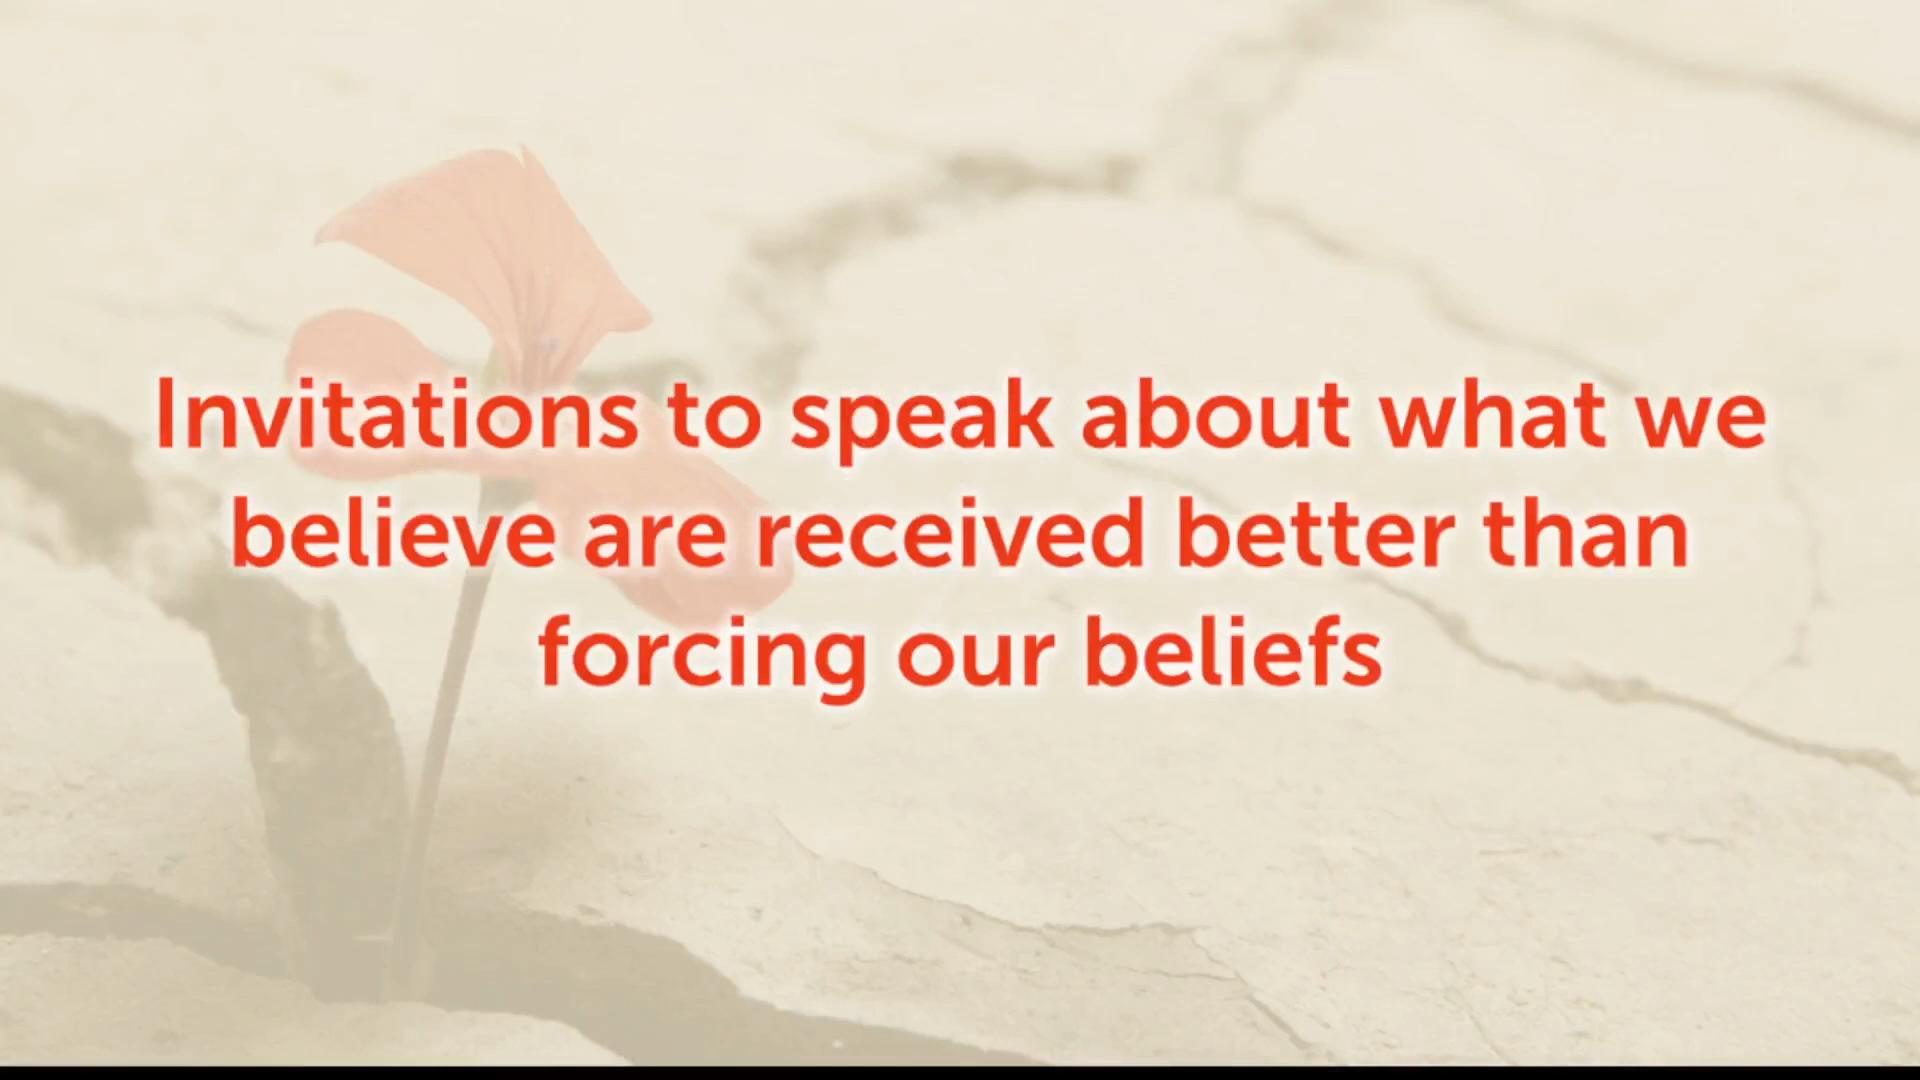 Invitations to speak about what we
believe are received better than
forcing our beliefs